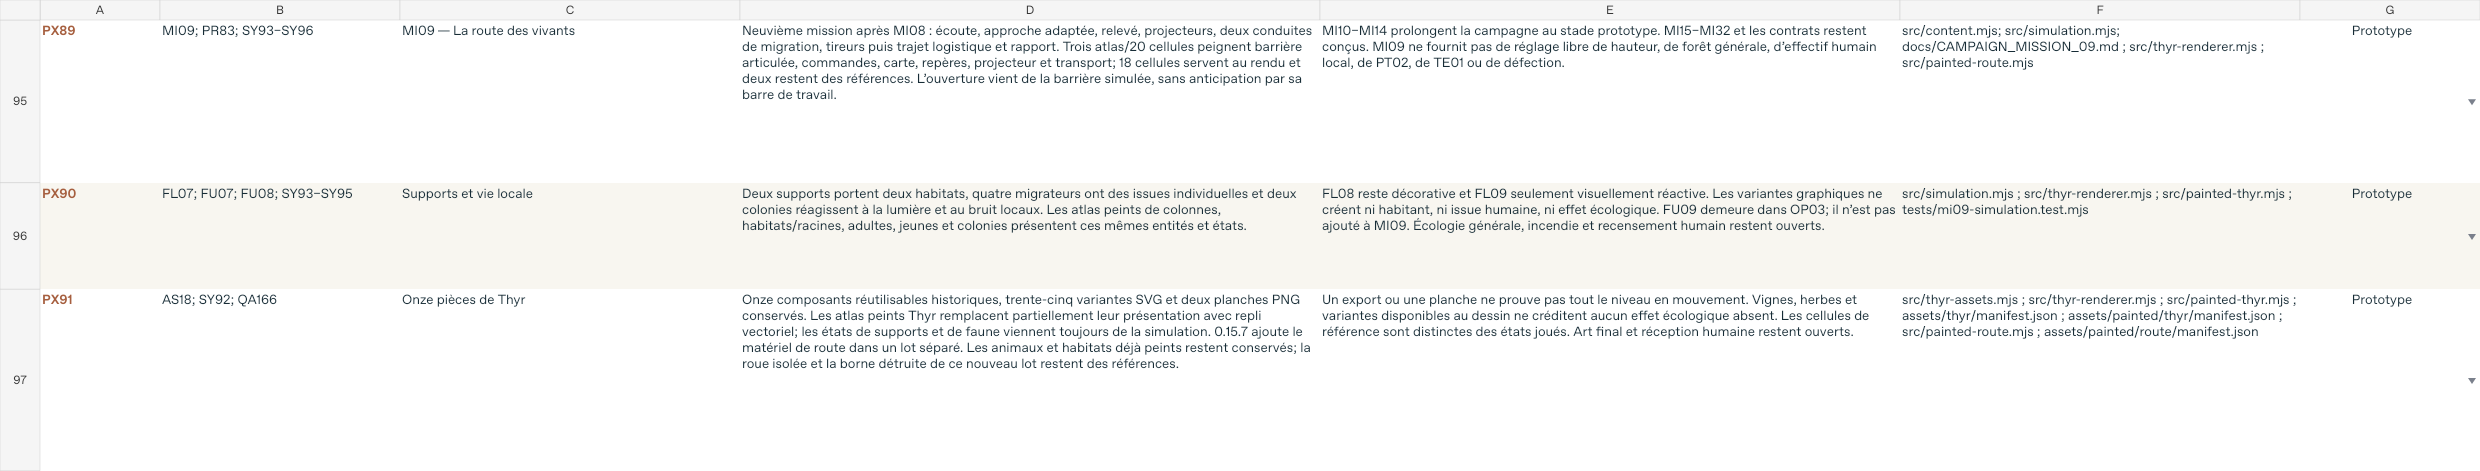 A B C D E F G
95
PX89
MI09; PR83; SY93–SY96
MI09 — La route des vivants
Neuvième mission après MI08 : écoute, approche adaptée, relevé, projecteurs, deux conduites
de migration, tireurs puis trajet logistique et rapport. Trois atlas/20 cellules peignent barrière
articulée, commandes, carte, repères, projecteur et transport; 18 cellules servent au rendu et
deux restent des références. L’ouverture vient de la barrière simulée, sans anticipation par sa
barre de travail.
MI10–MI14 prolongent la campagne au stade prototype. MI15–MI32 et les contrats restent
conçus. MI09 ne fournit pas de réglage libre de hauteur, de forêt générale, d’effectif humain
local, de PT02, de TE01 ou de défection.
src/content.mjs; src/simulation.mjs;
docs/CAMPAIGN_MISSION_09.md ; src/thyr-renderer.mjs ;
src/painted-route.mjs
Prototype
96
PX90
FL07; FU07; FU08; SY93–SY95
Supports et vie locale
Deux supports portent deux habitats, quatre migrateurs ont des issues individuelles et deux
colonies réagissent à la lumière et au bruit locaux. Les atlas peints de colonnes,
habitats/racines, adultes, jeunes et colonies présentent ces mêmes entités et états.
FL08 reste décorative et FL09 seulement visuellement réactive. Les variantes graphiques ne
créent ni habitant, ni issue humaine, ni effet écologique. FU09 demeure dans OP03; il n’est pas
ajouté à MI09. Écologie générale, incendie et recensement humain restent ouverts.
src/simulation.mjs ; src/thyr-renderer.mjs ; src/painted-thyr.mjs ;
tests/mi09-simulation.test.mjs
Prototype
97
PX91
AS18; SY92; QA166
Onze pièces de Thyr
Onze composants réutilisables historiques, trente-cinq variantes SVG et deux planches PNG
conservés. Les atlas peints Thyr remplacent partiellement leur présentation avec repli
vectoriel; les états de supports et de faune viennent toujours de la simulation. 0.15.7 ajoute le
matériel de route dans un lot séparé. Les animaux et habitats déjà peints restent conservés; la
roue isolée et la borne détruite de ce nouveau lot restent des références.
Un export ou une planche ne prouve pas tout le niveau en mouvement. Vignes, herbes et
variantes disponibles au dessin ne créditent aucun effet écologique absent. Les cellules de
référence sont distinctes des états joués. Art final et réception humaine restent ouverts.
src/thyr-assets.mjs ; src/thyr-renderer.mjs ; src/painted-thyr.mjs ;
assets/thyr/manifest.json ; assets/painted/thyr/manifest.json ;
src/painted-route.mjs ; assets/painted/route/manifest.json
Prototype